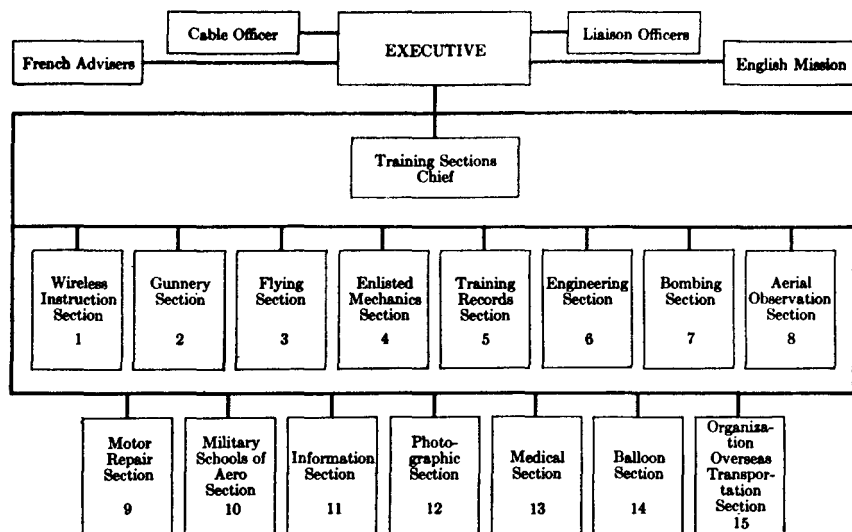 Cable Officer
EXECUTIVE
Liaison Officers
French Advisers
English Mission
Training Sections
Chief
Wireless
Instruction
Section
1
Gunnery
Section
2
Flying
Section
3
Enlisted
Mechanics
Section
4
Training
Records
Section
5
Engineering
Section
6
Bombing
Section
7
Aerial
Observation
Section
8
Motor
Repair
Section
9
Military
Schools of
Aero
Section
10
Information
Section
11
Photo-
graphic
Section
12
Medical
Section
13
Balloon
Section
14
Organiza-
tion
Overseas
Transpor-
tation
Section
15